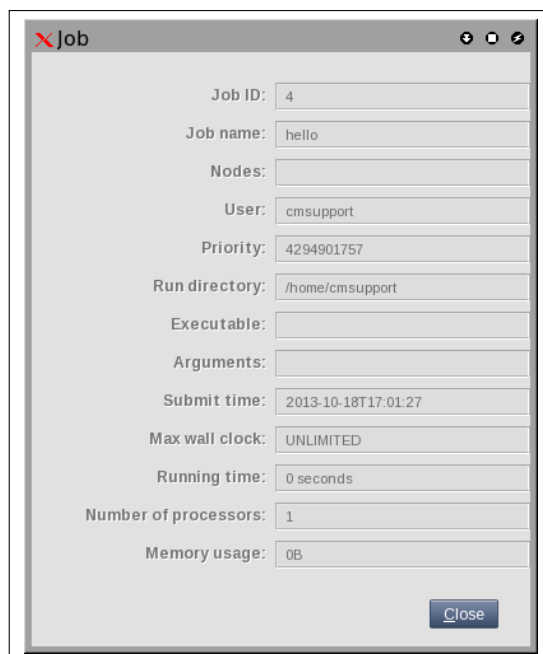 Job
Job ID: 4
Job name: hello
Nodes:
User: cmsupport
Priority: 4294901757
Run directory: /home/cmsupport
Executable:
Arguments:
Submit time: 2013-10-18T17:01:27
Max wall clock: UNLIMITED
Running time: 0 seconds
Number of processors: 1
Memory usage: 0B
Close